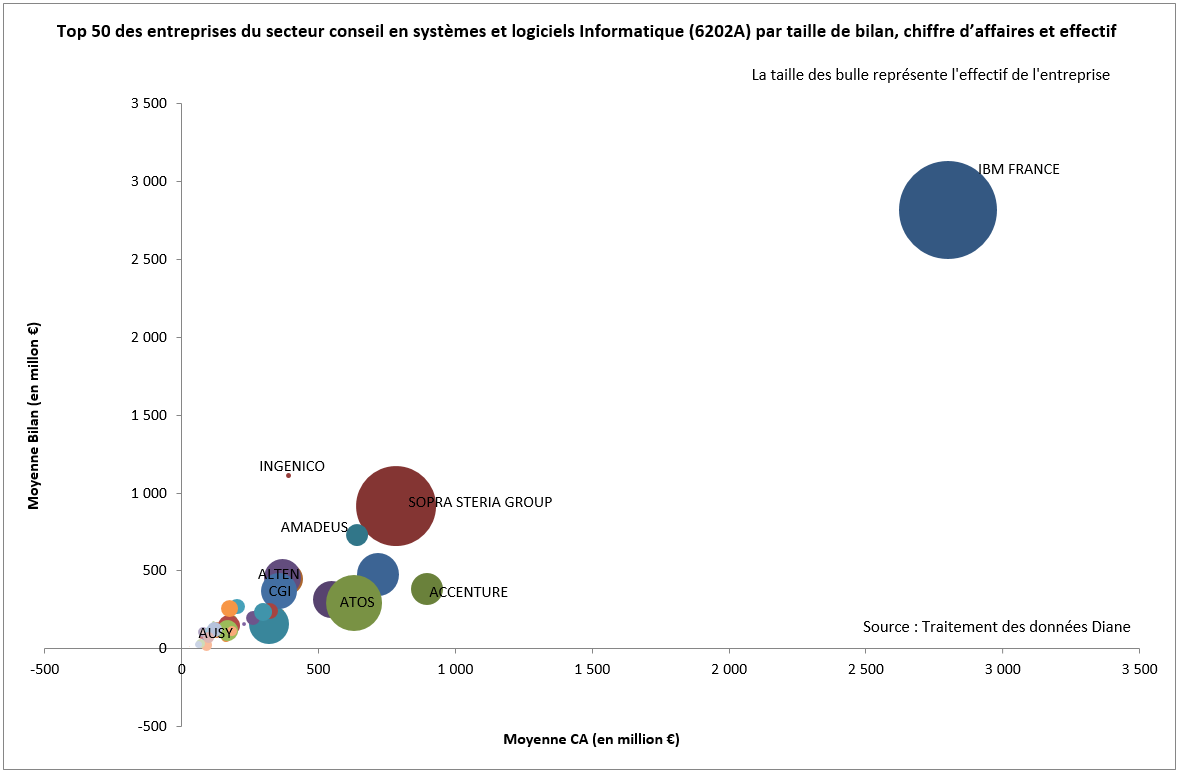 Top 50 des entreprises du secteur conseil en systèmes et logiciels Informatique (6202A) par taille de bilan, chiffre d’affaires et effectif
La taille des bulle représente l'effectif de l'entreprise
3 500
3 000
2 500
2 000
1 500
1 000
500
0
-500
Moyenne Bilan (en millon €)
IBM FRANCE
INGENICO
SOPRA STERIA GROUP
AMADEUS
ALTEN
CGI
ATOS
ACCENTURE
AUSY
Source : Traitement des données Diane
-500
0
500
1 000
1 500
2 000
2 500
3 000
3 500
Moyenne CA (en million €)